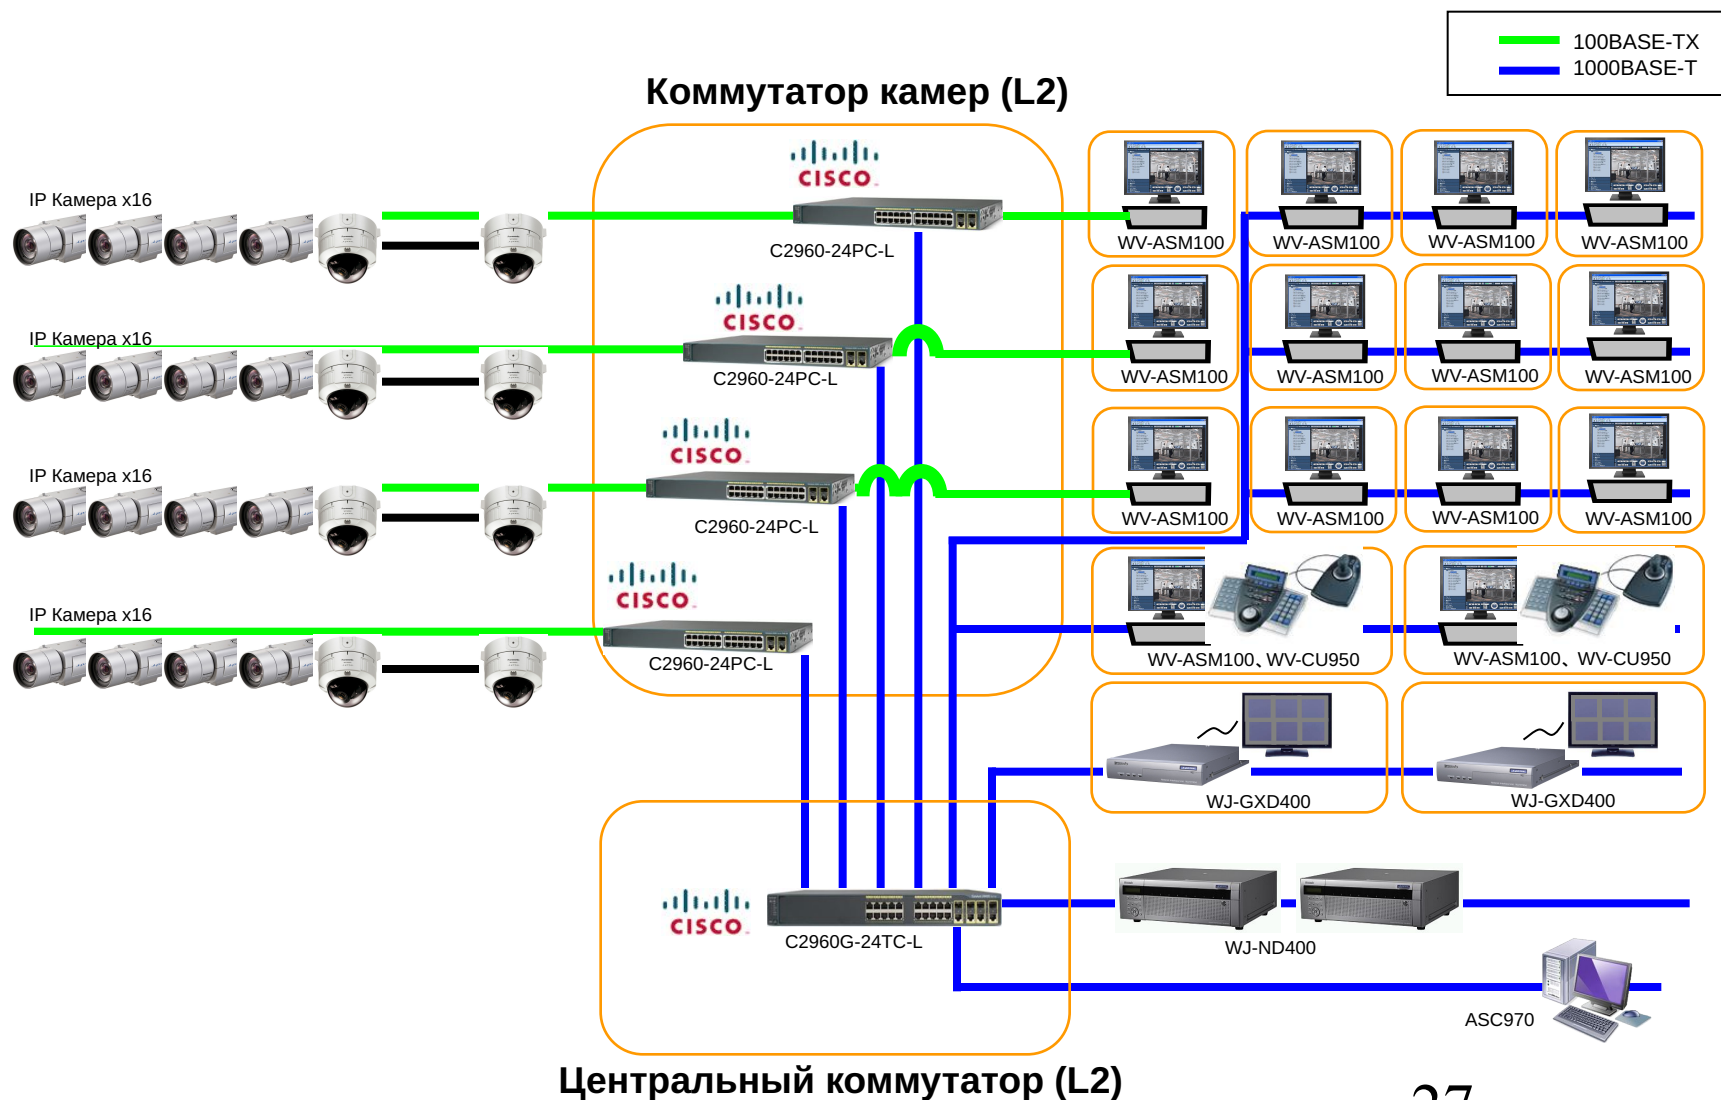 100BASE-TX
1000BASE-T
Коммутатор камер (L2)
CISCO
IP Камера x16
C2960-24PC-L
WV-ASM100
WV-ASM100
WV-ASM100
WV-ASM100
CISCO
IP Камера x16
C2960-24PC-L
WV-ASM100
WV-ASM100
WV-ASM100
WV-ASM100
CISCO
IP Камера x16
C2960-24PC-L
WV-ASM100
WV-ASM100
WV-ASM100
WV-ASM100
CISCO
IP Камера x16
C2960-24PC-L
WV-ASM100、WV-CU950
WV-ASM100、WV-CU950
WJ-GXD400
WJ-GXD400
CISCO
C2960G-24TC-L
WJ-ND400
ASC970
Центральный коммутатор (L2)
27